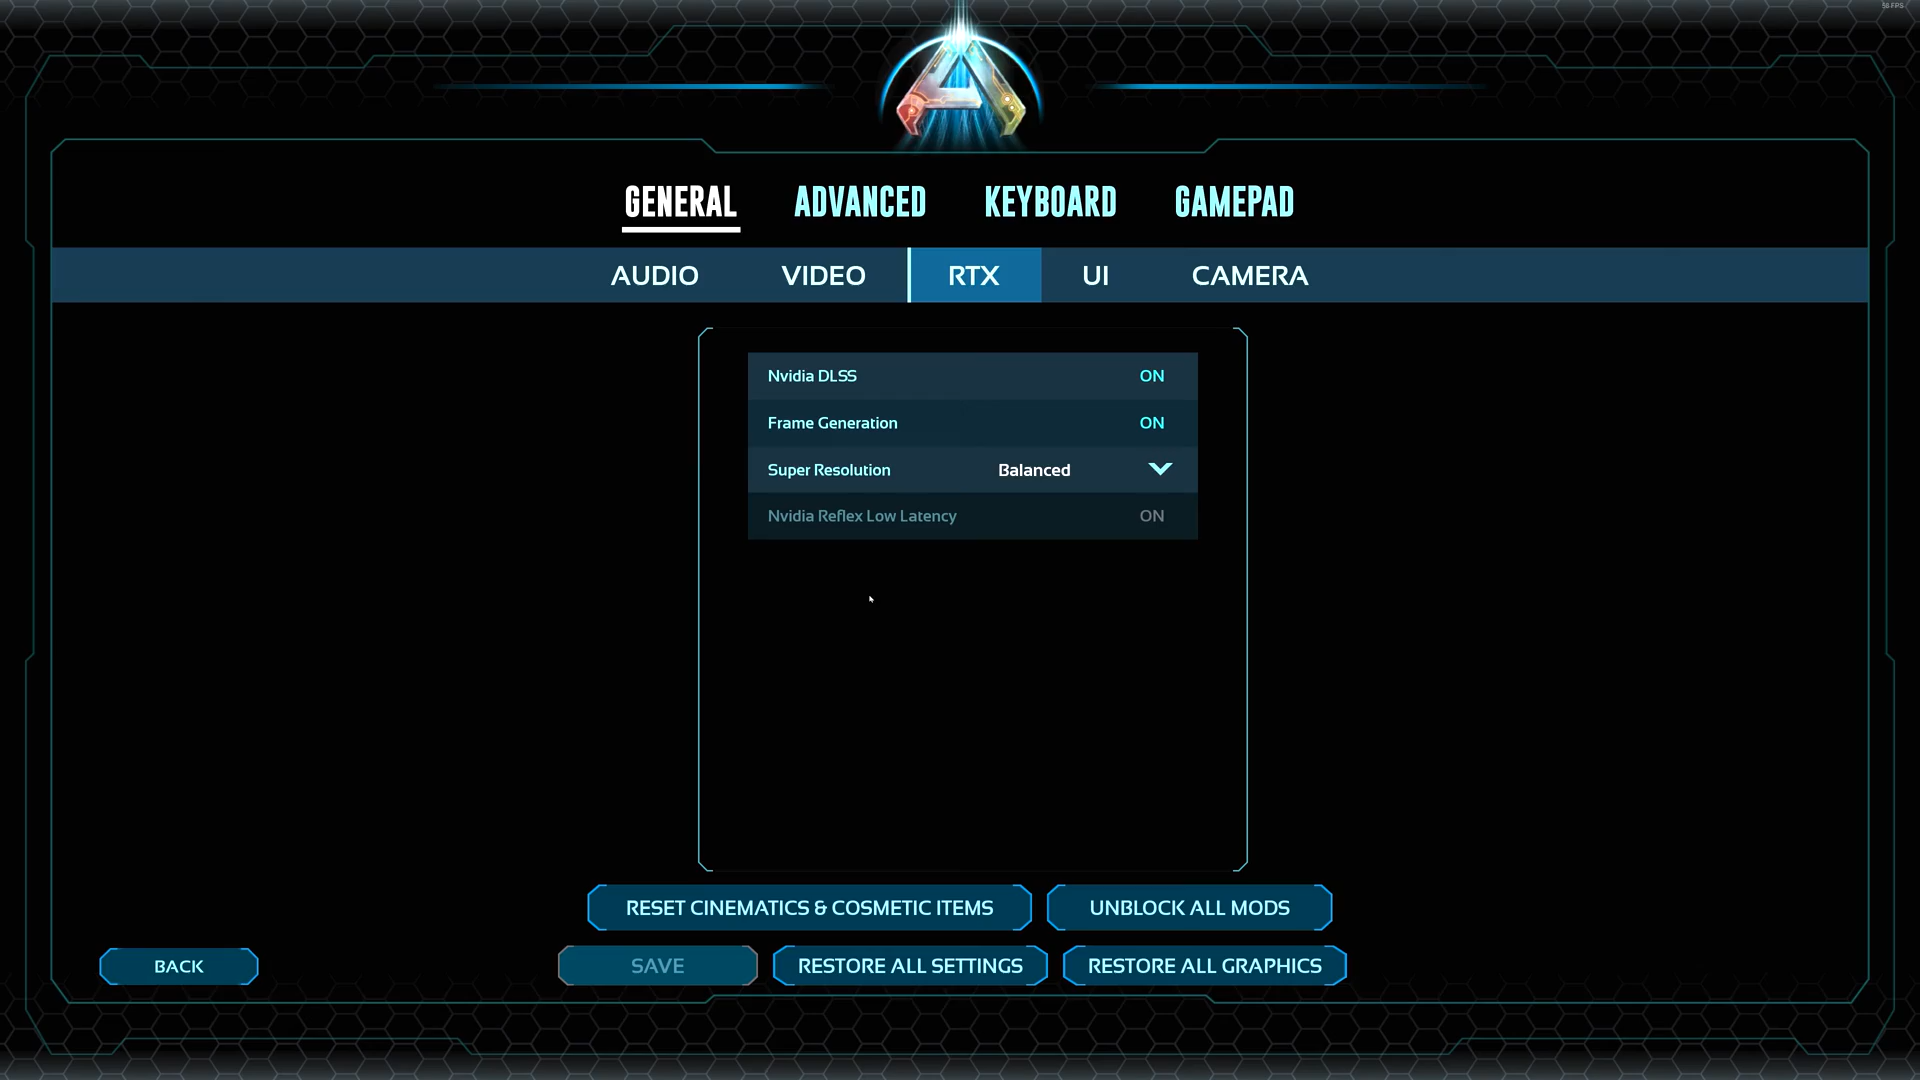 58 FPS
GENERAL ADVANCED KEYBOARD GAMEPAD
AUDIO VIDEO RTX UI CAMERA
Nvidia DLSS ON
Frame Generation ON
Super Resolution Balanced
Nvidia Reflex Low Latency ON
RESET CINEMATICS & COSMETIC ITEMS UNBLOCK ALL MODS
BACK SAVE RESTORE ALL SETTINGS RESTORE ALL GRAPHICS